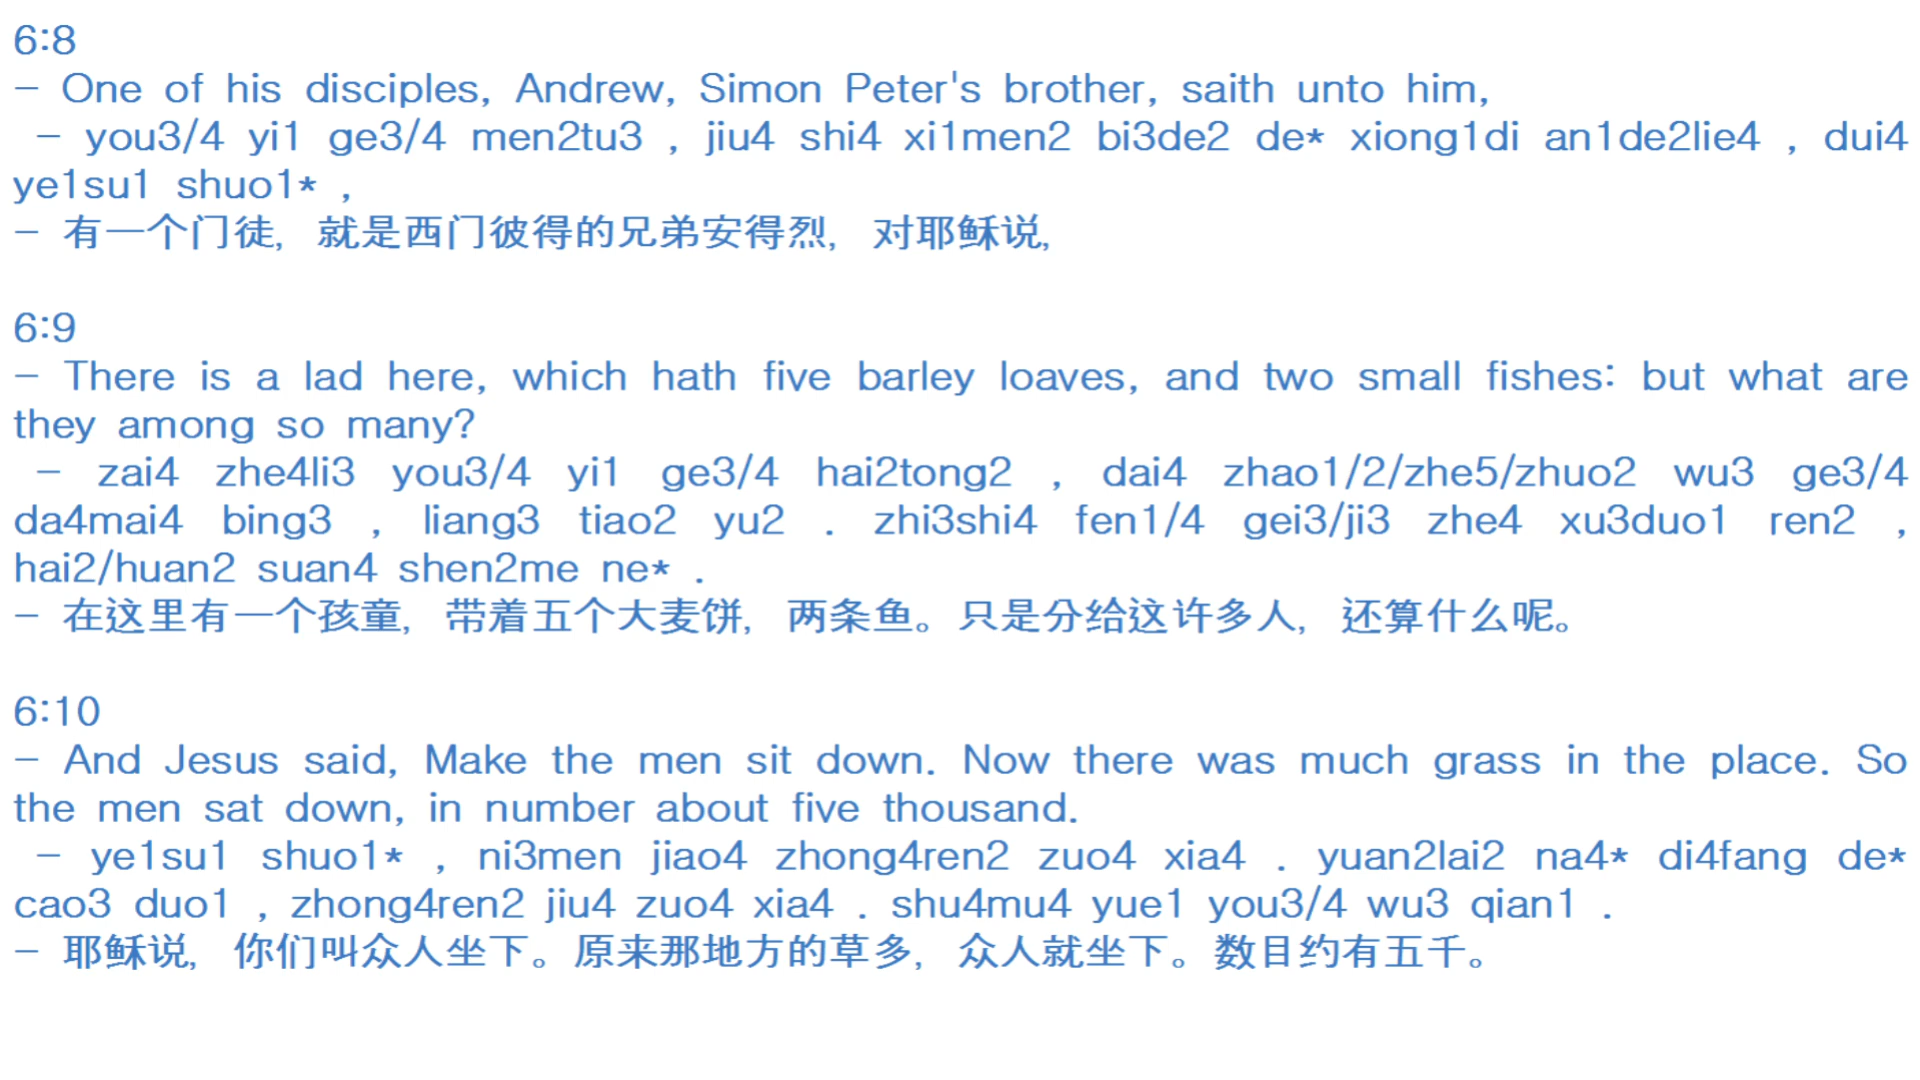 6:8
- One of his disciples, Andrew, Simon Peter's brother, saith unto him,
- you3/4 yi1 ge3/4 men2tu3 , jiu4 shi4 xi1men2 bi3de2 de* xiong1di an1de2lie4 , dui4
ye1su1 shuo1* ,
- 有一个门徒, 就是西门彼得的兄弟安得烈, 对耶稣说,
6:9
- There is a lad here, which hath five barley loaves, and two small fishes: but what are
they among so many?
- zai4 zhe4li3 you3/4 yi1 ge3/4 hai2tong2 , dai4 zhao1/2/zhe5/zhuo2 wu3 ge3/4
da4mai4 bing3 , liang3 tiao2 yu2 . zhi3shi4 fen1/4 gei3/ji3 zhe4 xu3duo1 ren2 ,
hai2/huan2 suan4 shen2me ne* .
- 在这里有一个孩童, 带着五个大麦饼, 两条鱼。只是分给这许多人, 还算什么呢。
6:10
- And Jesus said, Make the men sit down. Now there was much grass in the place. So
the men sat down, in number about five thousand.
- ye1su1 shuo1* , ni3men jiao4 zhong4ren2 zuo4 xia4 . yuan2lai2 na4* di4fang de*
cao3 duo1 , zhong4ren2 jiu4 zuo4 xia4 . shu4mu4 yue1 you3/4 wu3 qian1 .
- 耶稣说, 你们叫众人坐下。原来那地方的草多, 众人就坐下。数目约有五千。